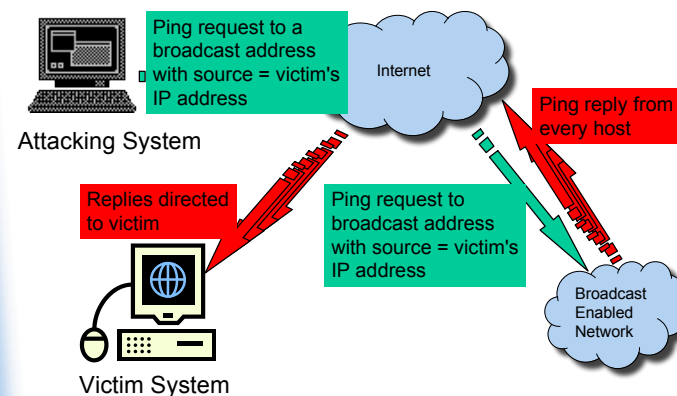 Ping request to a
broadcast address
with source = victim's
IP address
Internet
Attacking System
Ping reply from
every host
Replies directed
to victim
Ping request to
broadcast address
with source = victim's
IP address
Broadcast
Enabled
Network
Victim System